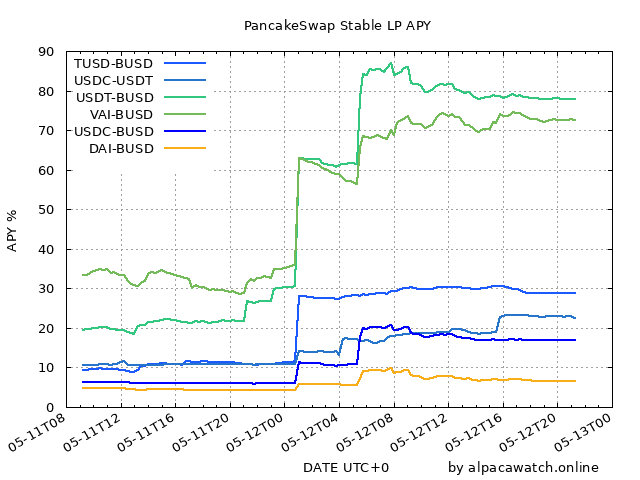 PancakeSwap Stable LP APY
TUSD-BUSD
USDC-USDT
USDT-BUSD
VAI-BUSD
USDC-BUSD
DAI-BUSD
APY %
90
80
70
60
50
40
30
20
10
0
05-11T08
05-11T12
05-11T16
05-11T20
05-12T00
05-12T04
05-12T08
05-12T12
05-12T16
05-12T20
05-13T00
DATE UTC+0
by alpacawatch.online